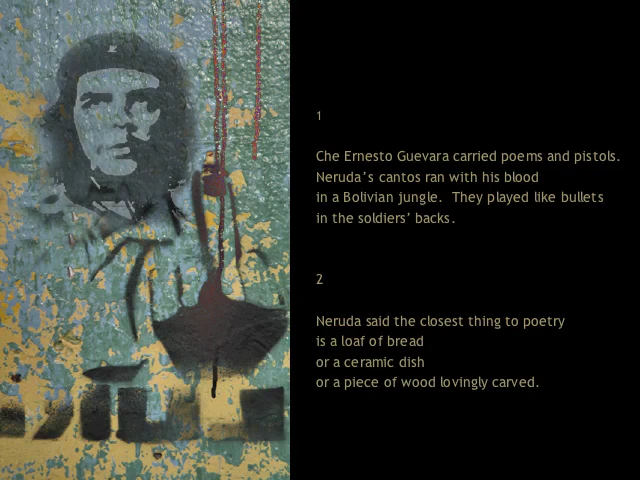 1
Che Ernesto Guevara carried poems and pistols.
Neruda's cantos ran with his blood
in a Bolivian jungle.  They played like bullets
in the soldiers' backs.
2
Neruda said the closest thing to poetry
is a loaf of bread
or a ceramic dish
or a piece of wood lovingly carved.